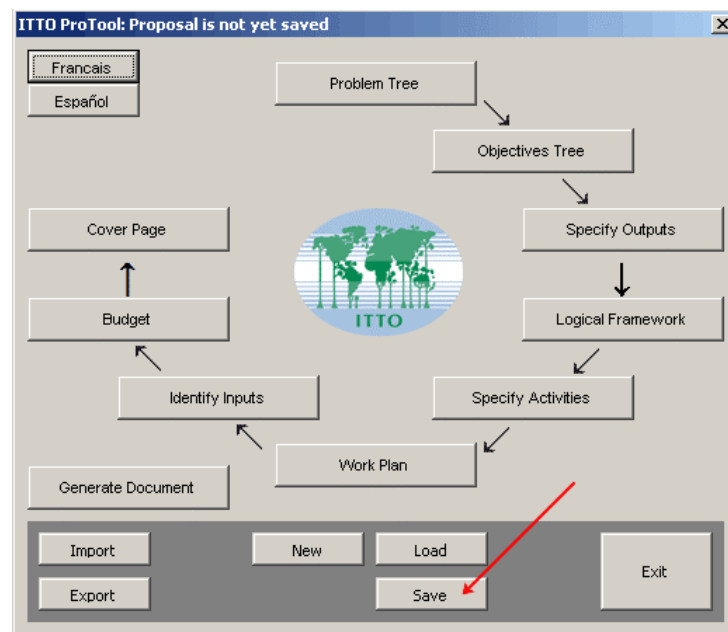 ITTO ProTool: Proposal is not yet saved
Francais
Español
Problem Tree
Objectives Tree
Cover Page
Specify Outputs
ITTO
Budget
Logical Framework
Identify Inputs
Specify Activities
Work Plan
Generate Document
Import
New
Load
Exit
Export
Save